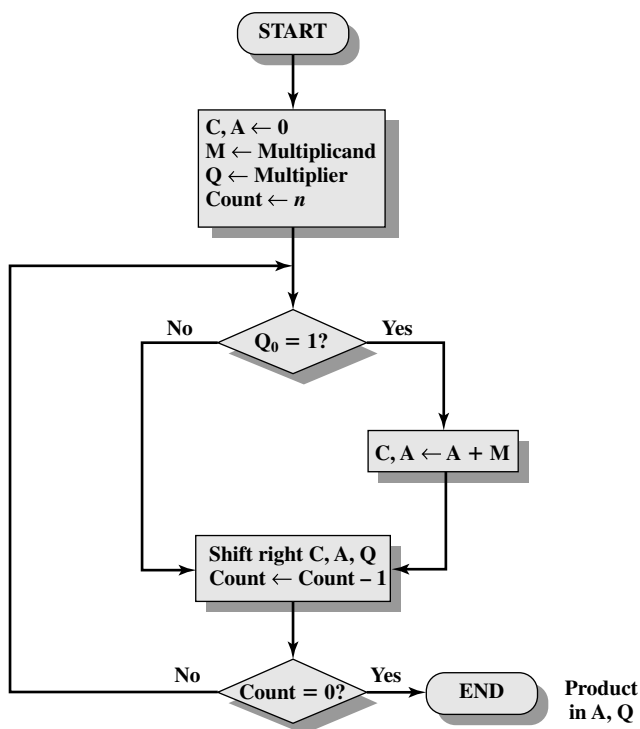 START
C, A ← 0
M ← Multiplicand
Q ← Multiplier
Count ← n
No
Yes
Q₀ = 1?
C, A ← A + M
Shift right C, A, Q
Count ← Count – 1
No
Yes
Count = 0?
END
Product
in A, Q